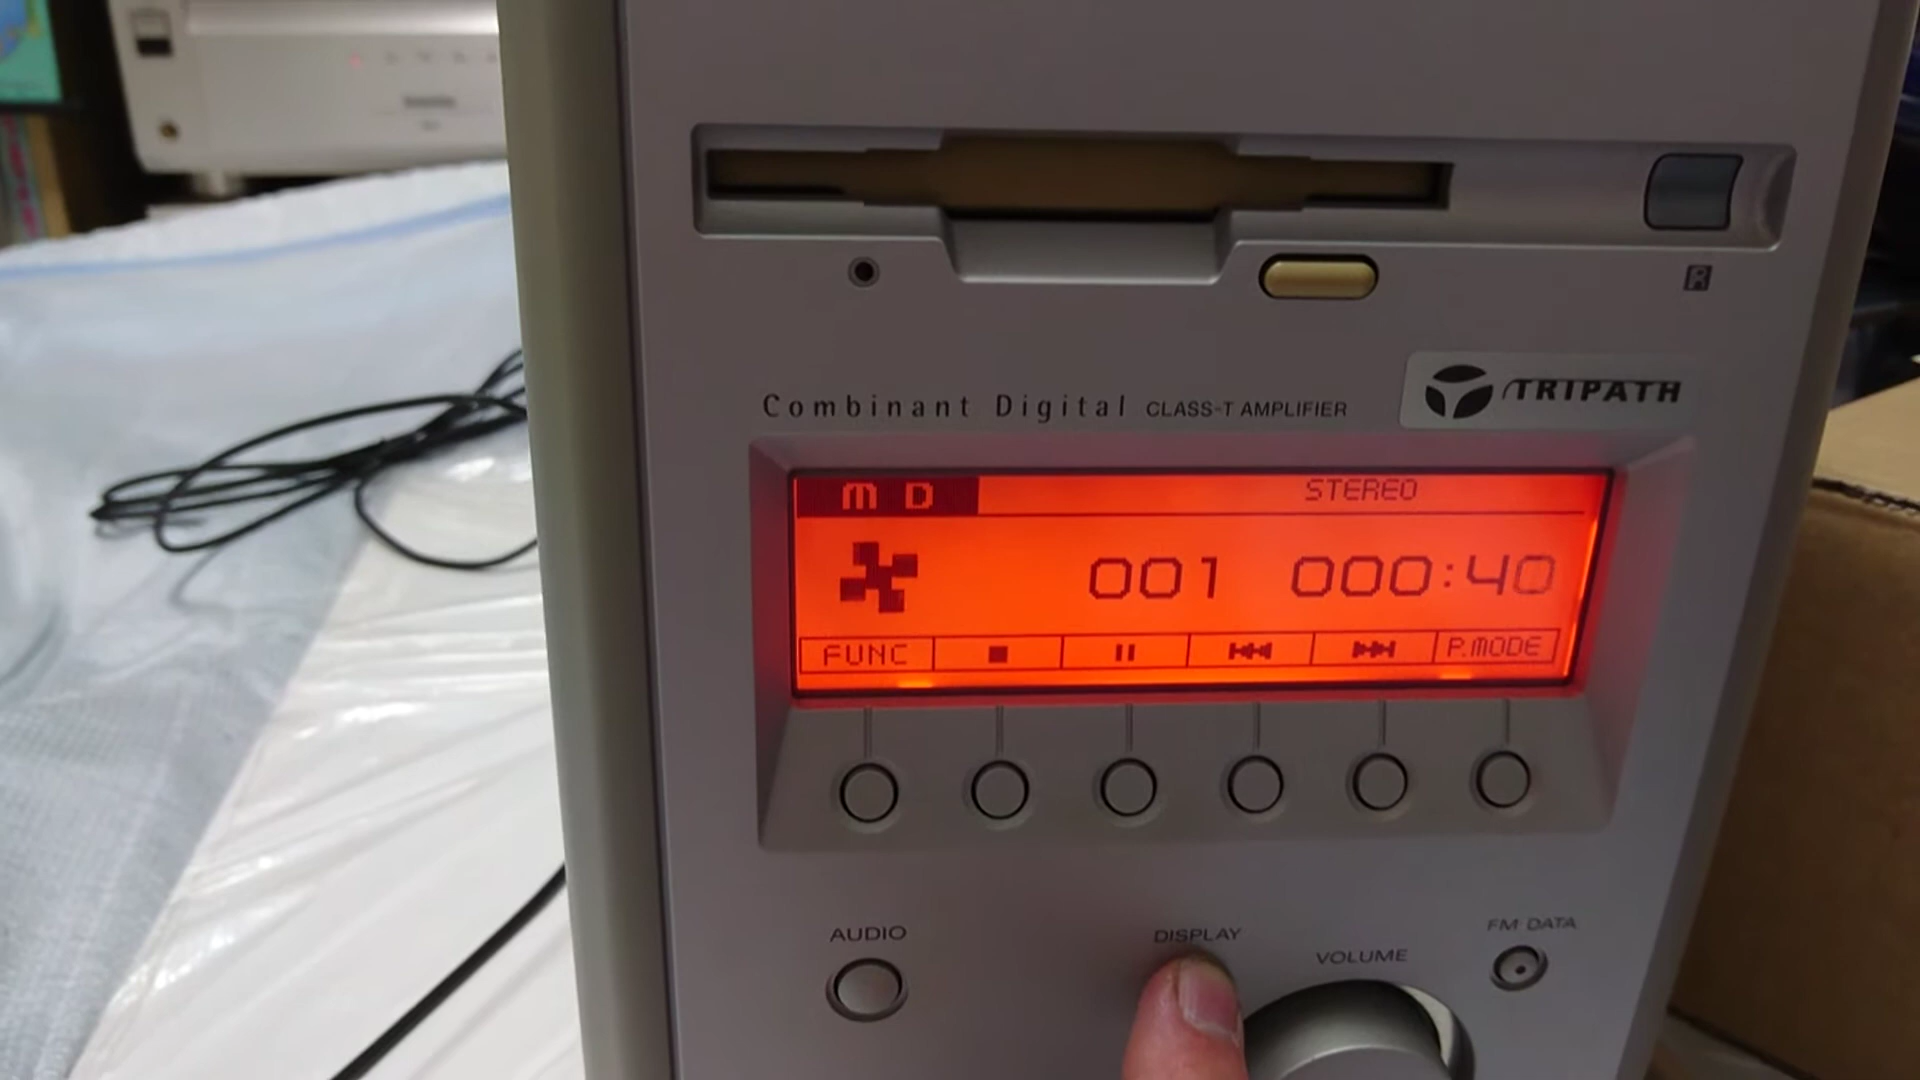 R
Combinant Digital CLASS-T AMPLIFIER
TRIPATH
MD STEREO
001 000:40
FUNC P.MODE
AUDIO
DISPLAY
VOLUME
FM DATA